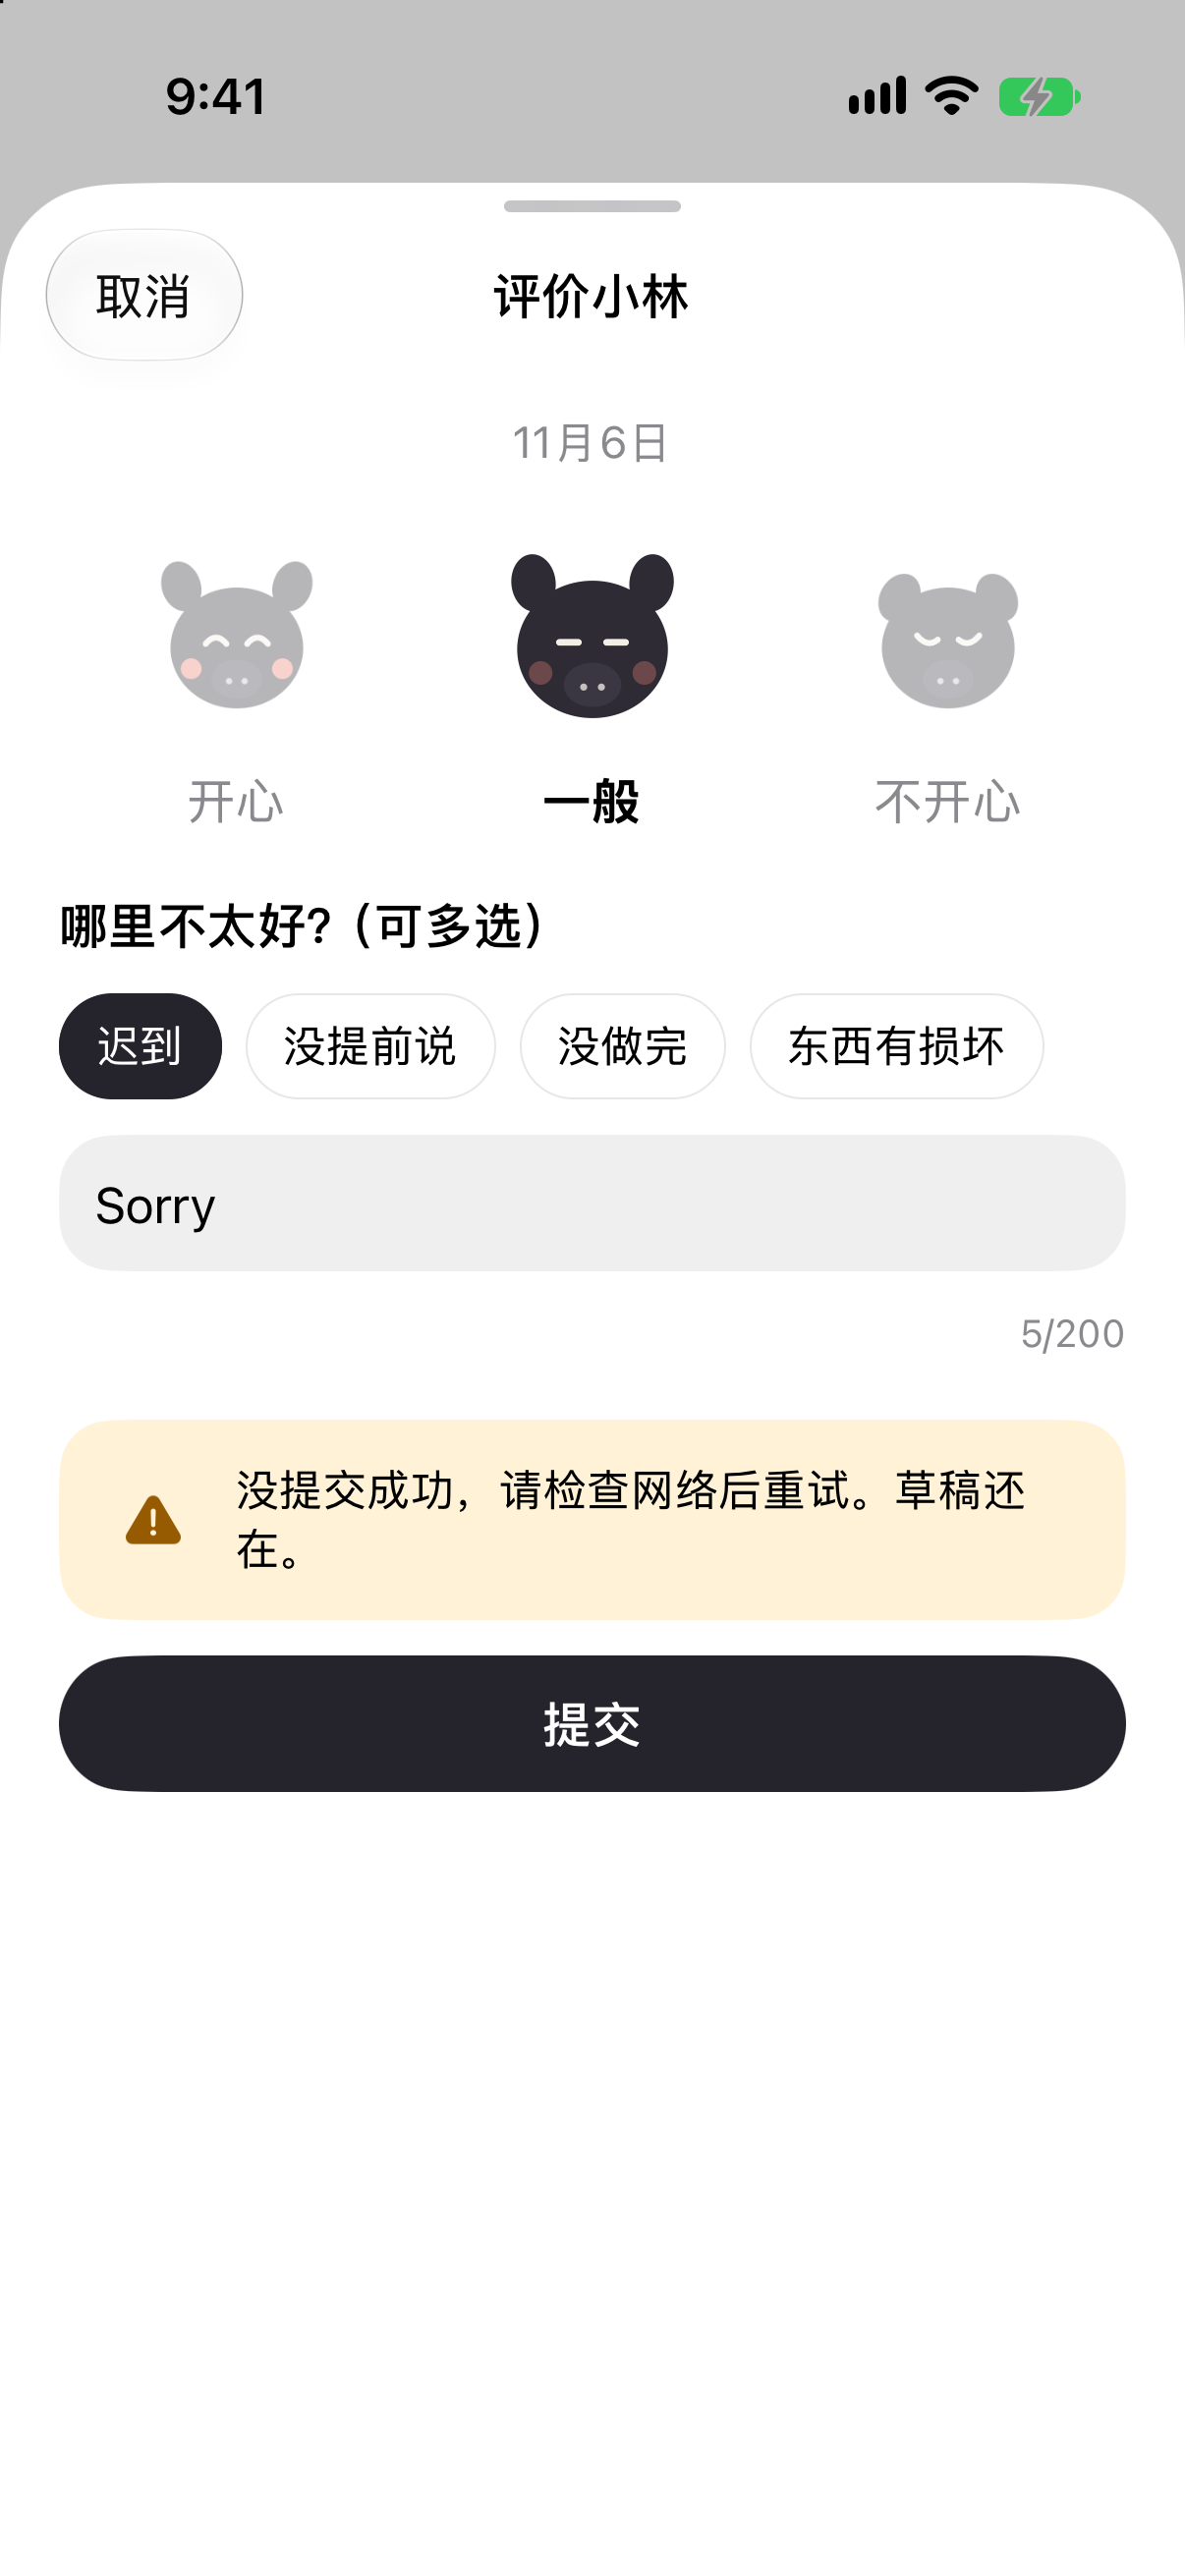 9:41
取消
评价小林
11月6日
开心
一般
不开心
哪里不太好?（可多选）
迟到
没提前说
没做完
东西有损坏
Sorry
5/200
没提交成功，请检查网络后重试。草稿还
在。
提交